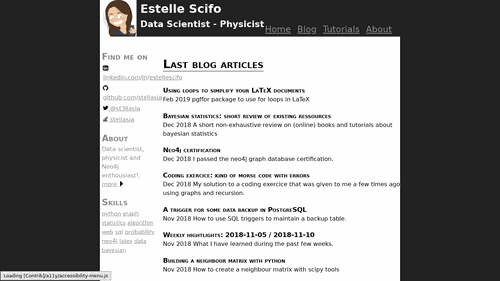 Estelle Scifo
Data Scientist - Physicist
Home Blog Tutorials About
Find me on
linkedin.com/in/estellescifo
github.com/stellasia
@st3llasia
stellasia
About
Data scientist,
physicist and
Neo4j
enthousiast!.
more
Skills
python graph
statistics algorithm
web sql probability
neo4j latex data
bayesian
Last blog articles
Using loops to simplify your LaTeX documents
Feb 2019 pgffor package to use for loops in LaTeX
Bayesian statistics: short review of existing ressources
Dec 2018 A short non-exhaustive review on (online) books and tutorials about
bayesian statistics
Neo4j certification
Dec 2018 I passed the neo4j graph database certification.
Coding exercice: kind of morse code with errors
Dec 2018 My solution to a coding exercice that was given to me a few times ago
using graphs and recursion.
A trigger for some data backup in PostgreSQL
Nov 2018 How to use SQL triggers to maintain a backup table.
Weekly hightlights: 2018-11-05 / 2018-11-10
Nov 2018 What I have learned during the past few weeks.
Building a neighbour matrix with python
Nov 2018 How to create a neighbour matrix with scipy tools
Loading [Contrib]/a11y/accessibility-menu.js